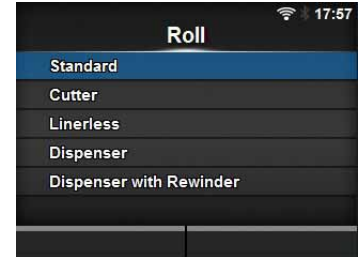 17:57
Roll
Standard
Cutter
Linerless
Dispenser
Dispenser with Rewinder